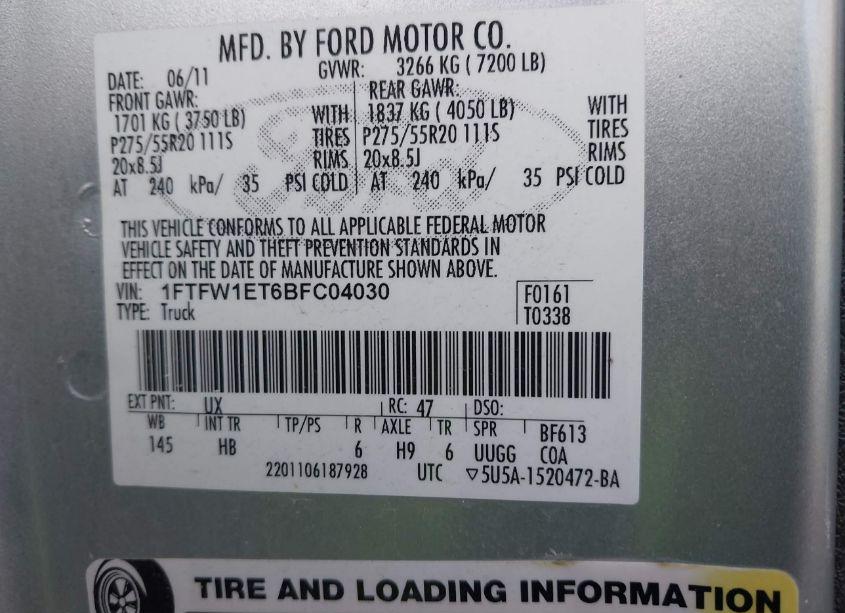 MFD. BY FORD MOTOR CO.
DATE: 06/11 GVWR: 3266 KG ( 7200 LB)
FRONT GAWR: REAR GAWR:
1701 KG ( 3750 LB) WITH 1837 KG ( 4050 LB) WITH
P275/55R20 111S TIRES P275/55R20 111S TIRES
20x8.5J RIMS 20x8.5J RIMS
AT 240 kPa/ 35 PSI COLD AT 240 kPa/ 35 PSI COLD
Ford
THIS VEHICLE CONFORMS TO ALL APPLICABLE FEDERAL MOTOR
VEHICLE SAFETY AND THEFT PREVENTION STANDARDS IN
EFFECT ON THE DATE OF MANUFACTURE SHOWN ABOVE.
VIN: 1FTFW1ET6BFC04030 F0161
TYPE: Truck T0338
EXT PNT: UX RC: 47 DSO:
WB INT TR TP/PS R AXLE TR SPR BF613
145 HB 6 H9 6 UUGG COA
2201106187928 UTC ▽5U5A-1520472-BA
TIRE AND LOADING INFORMATION